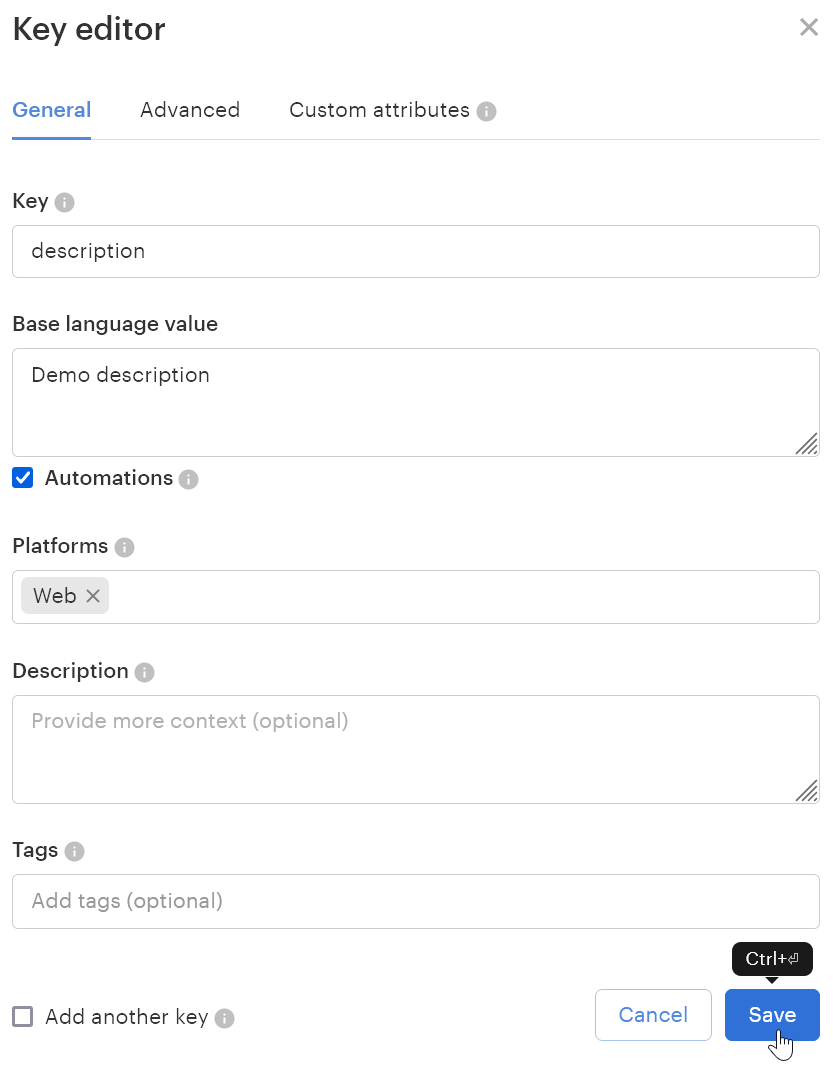 Key editor
General Advanced Custom attributes
Key
description
Base language value
Demo description
Automations
Platforms
Web
Description
Provide more context (optional)
Tags
Add tags (optional)
Ctrl+⏎
Add another key Cancel Save